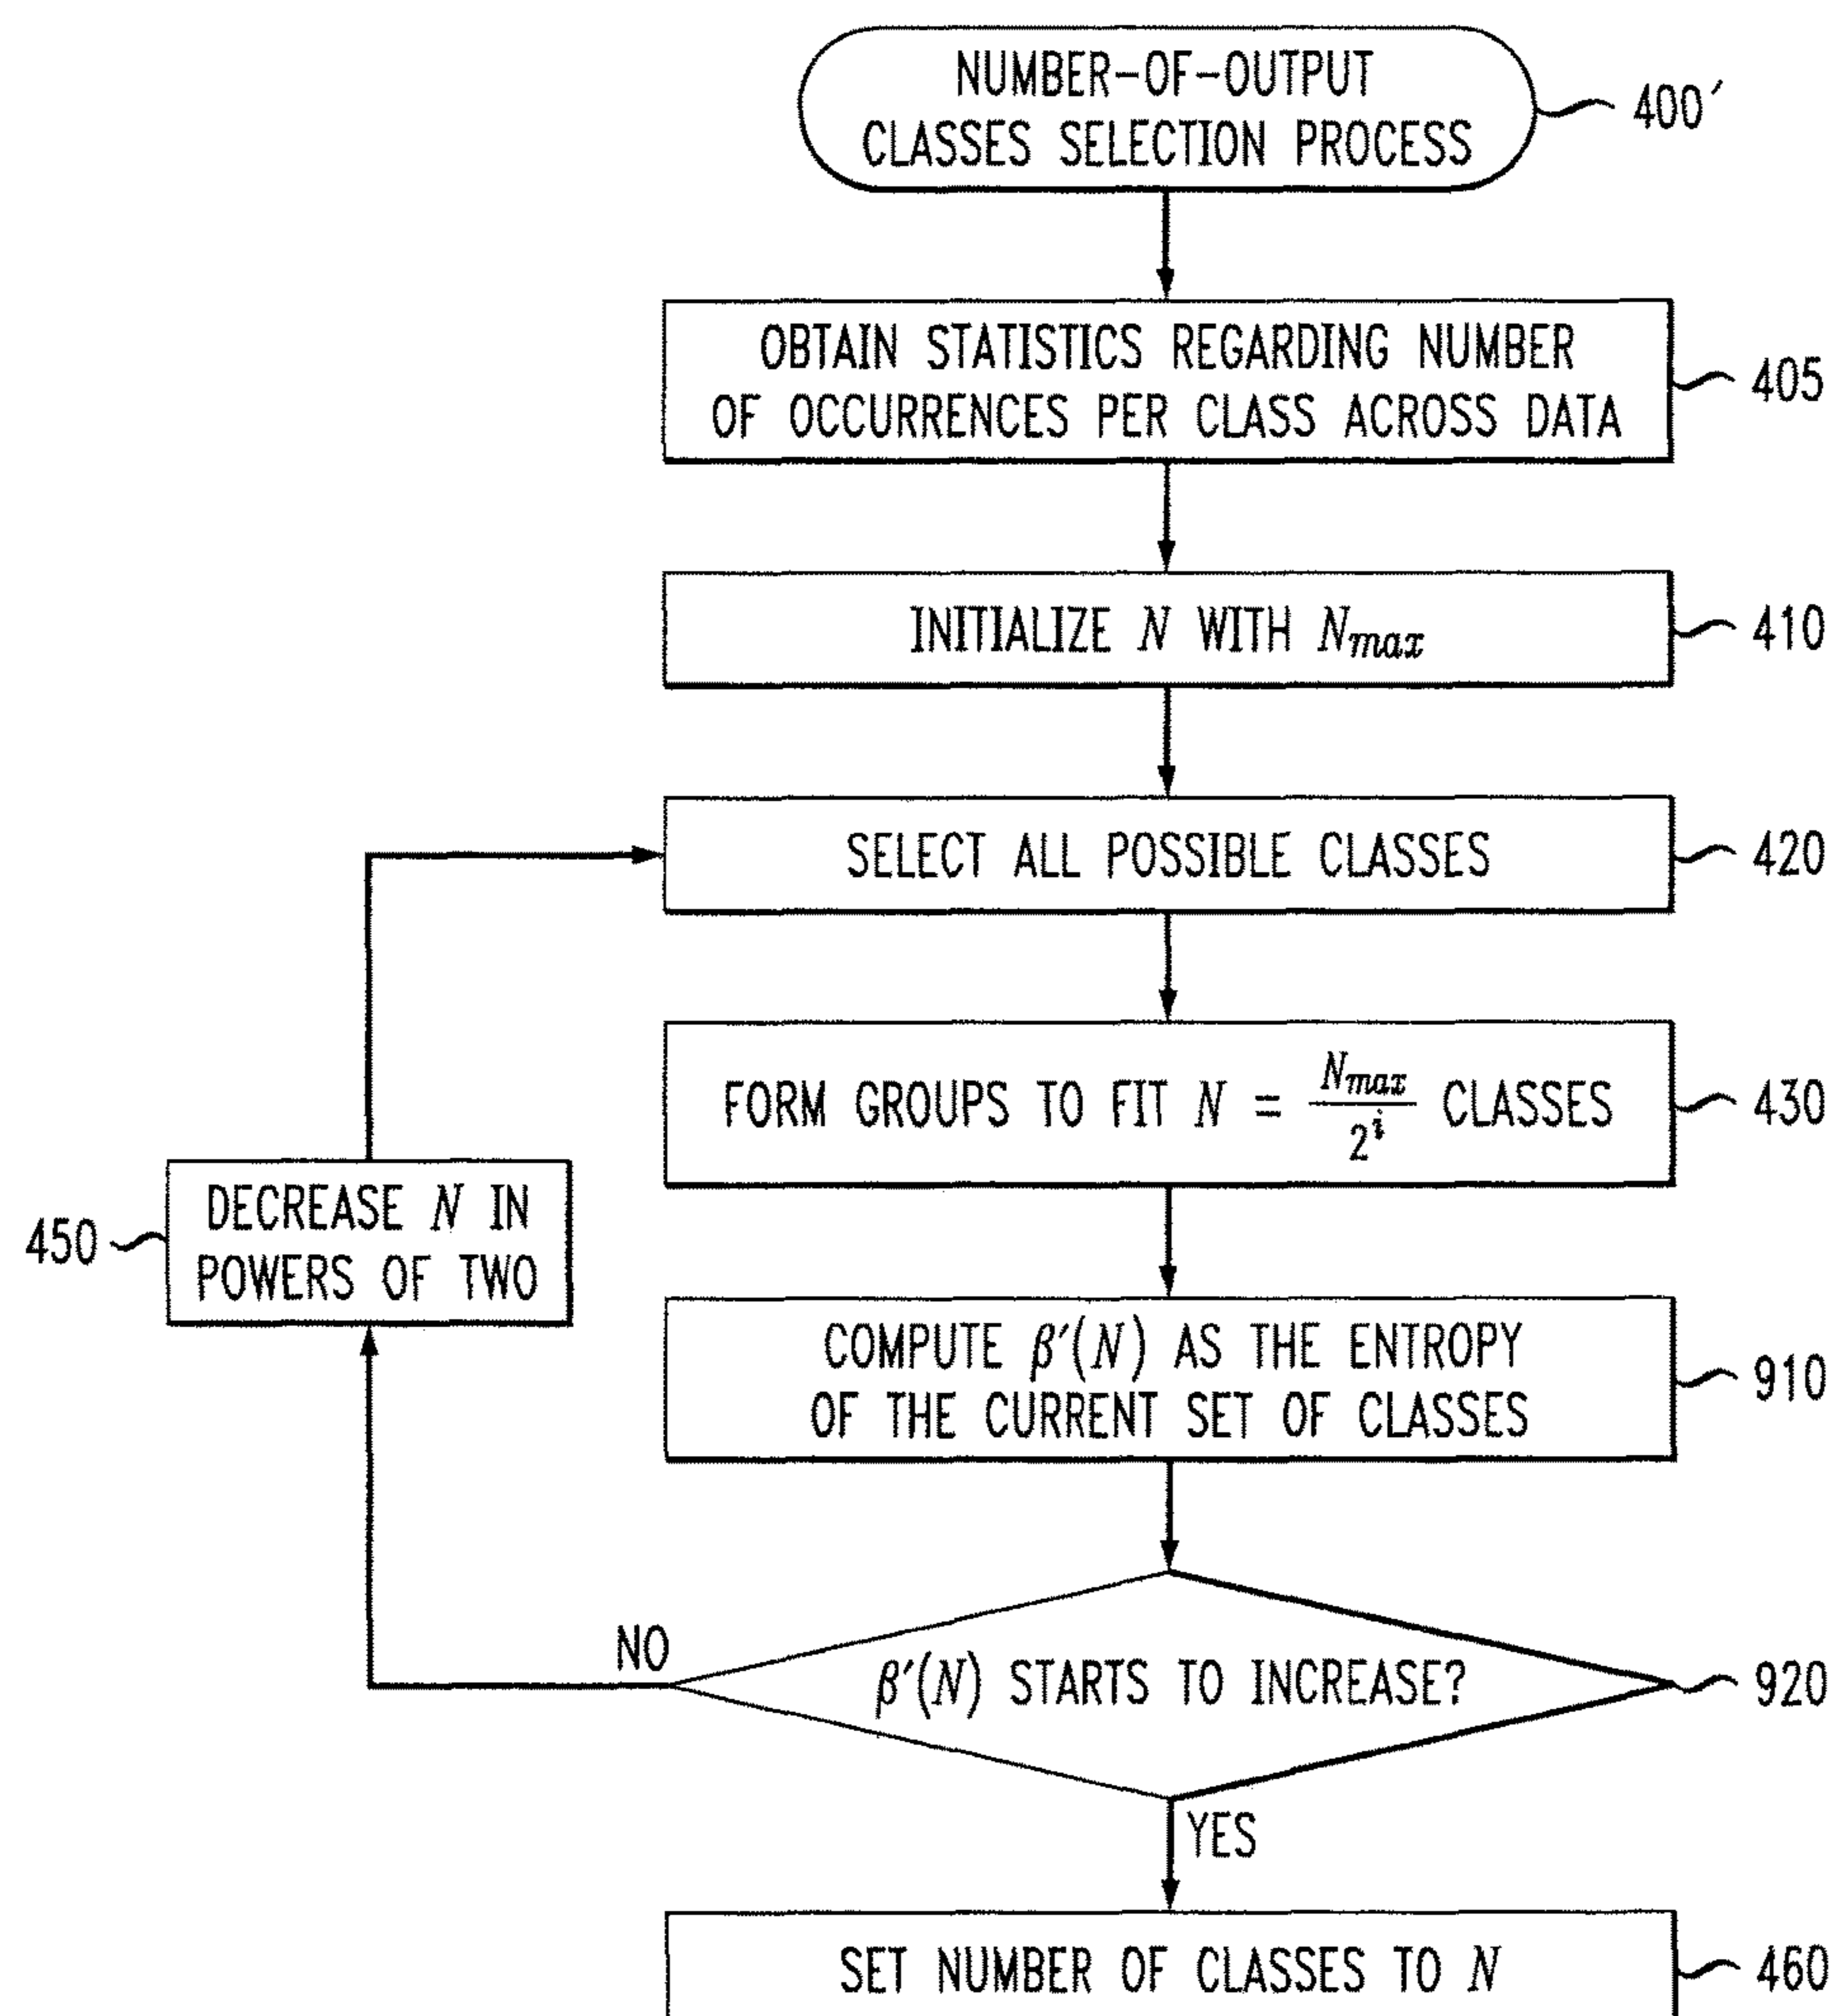 NUMBER-OF-OUTPUT
CLASSES SELECTION PROCESS
400′
OBTAIN STATISTICS REGARDING NUMBER
OF OCCURRENCES PER CLASS ACROSS DATA
405
INITIALIZE N WITH Nmax
410
SELECT ALL POSSIBLE CLASSES
420
FORM GROUPS TO FIT N = Nmax/2^i CLASSES
430
DECREASE N IN
POWERS OF TWO
450
COMPUTE β′(N) AS THE ENTROPY
OF THE CURRENT SET OF CLASSES
910
NO
β′(N) STARTS TO INCREASE?
920
YES
SET NUMBER OF CLASSES TO N
460